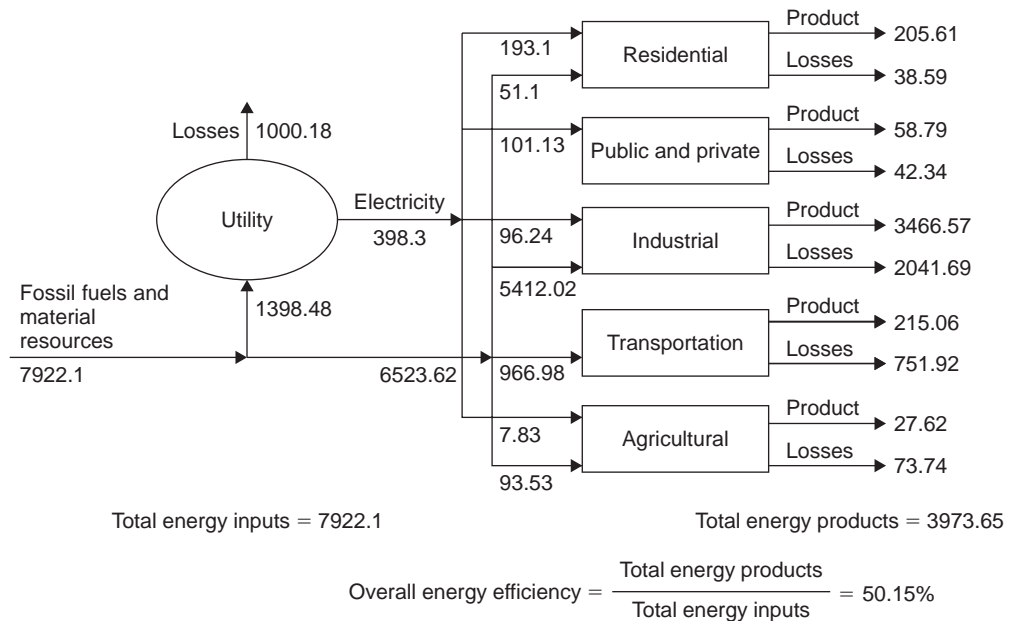 Product
205.61
193.1
Residential
Losses
38.59
51.1
Losses 1000.18
Product
58.79
101.13
Public and private
Losses
42.34
Utility
Electricity
398.3
Product
3466.57
96.24
Industrial
Losses
2041.69
5412.02
Fossil fuels and
material
resources
7922.1
1398.48
6523.62
Product
215.06
Transportation
966.98
Losses
751.92
Product
27.62
7.83
Agricultural
Losses
73.74
93.53
Total energy inputs = 7922.1
Total energy products = 3973.65
Overall energy efficiency = Total energy products / Total energy inputs = 50.15%